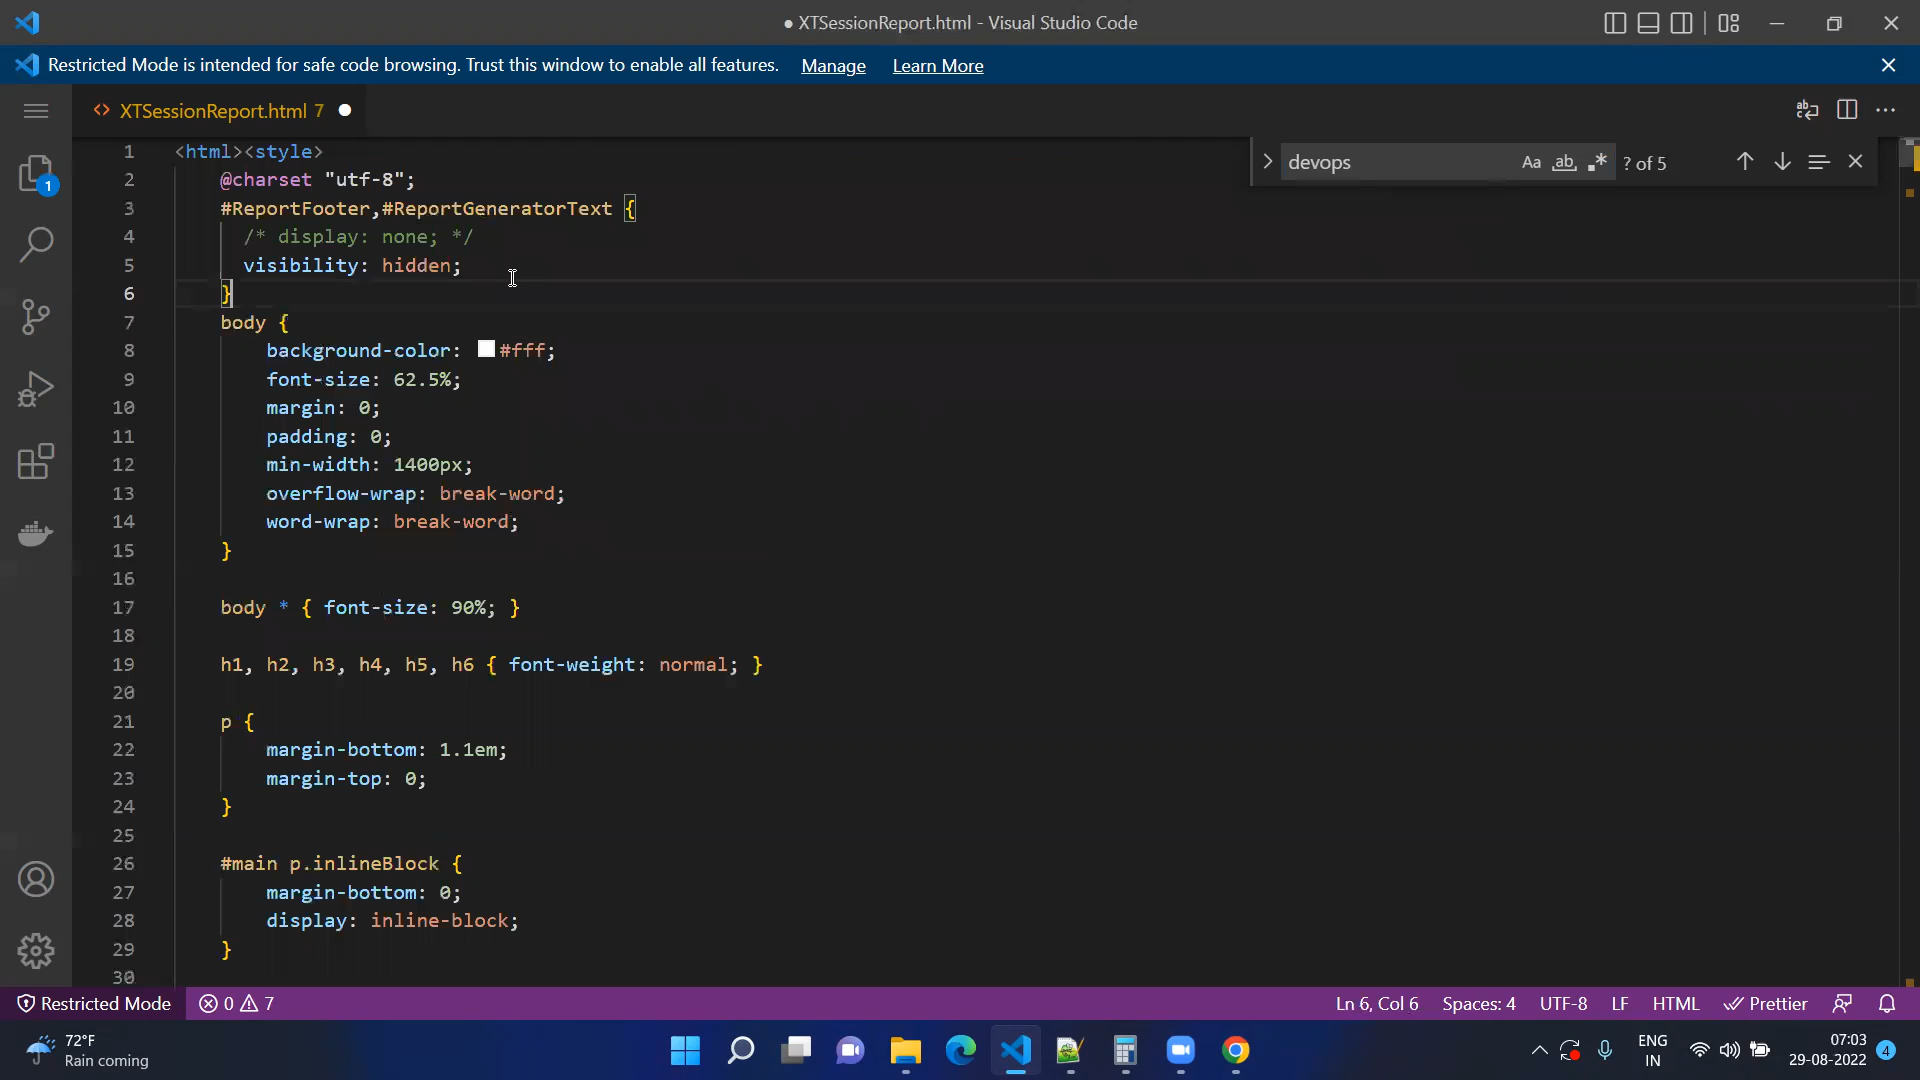 ● XTSessionReport.html - Visual Studio Code
Restricted Mode is intended for safe code browsing. Trust this window to enable all features. Manage Learn More
<> XTSessionReport.html 7 ●
devops Aa ab .* ? of 5
1 <html><style>
2 @charset "utf-8";
3 #ReportFooter,#ReportGeneratorText {
4 /* display: none; */
5 visibility: hidden;
6 }
7 body {
8 background-color: #fff;
9 font-size: 62.5%;
10 margin: 0;
11 padding: 0;
12 min-width: 1400px;
13 overflow-wrap: break-word;
14 word-wrap: break-word;
15 }
16
17 body * { font-size: 90%; }
18
19 h1, h2, h3, h4, h5, h6 { font-weight: normal; }
20
21 p {
22 margin-bottom: 1.1em;
23 margin-top: 0;
24 }
25
26 #main p.inlineBlock {
27 margin-bottom: 0;
28 display: inline-block;
29 }
30
1
Restricted Mode 0 7 Ln 6, Col 6 Spaces: 4 UTF-8 LF HTML Prettier
72°F
Rain coming
ENG
IN
07:03
29-08-2022
4